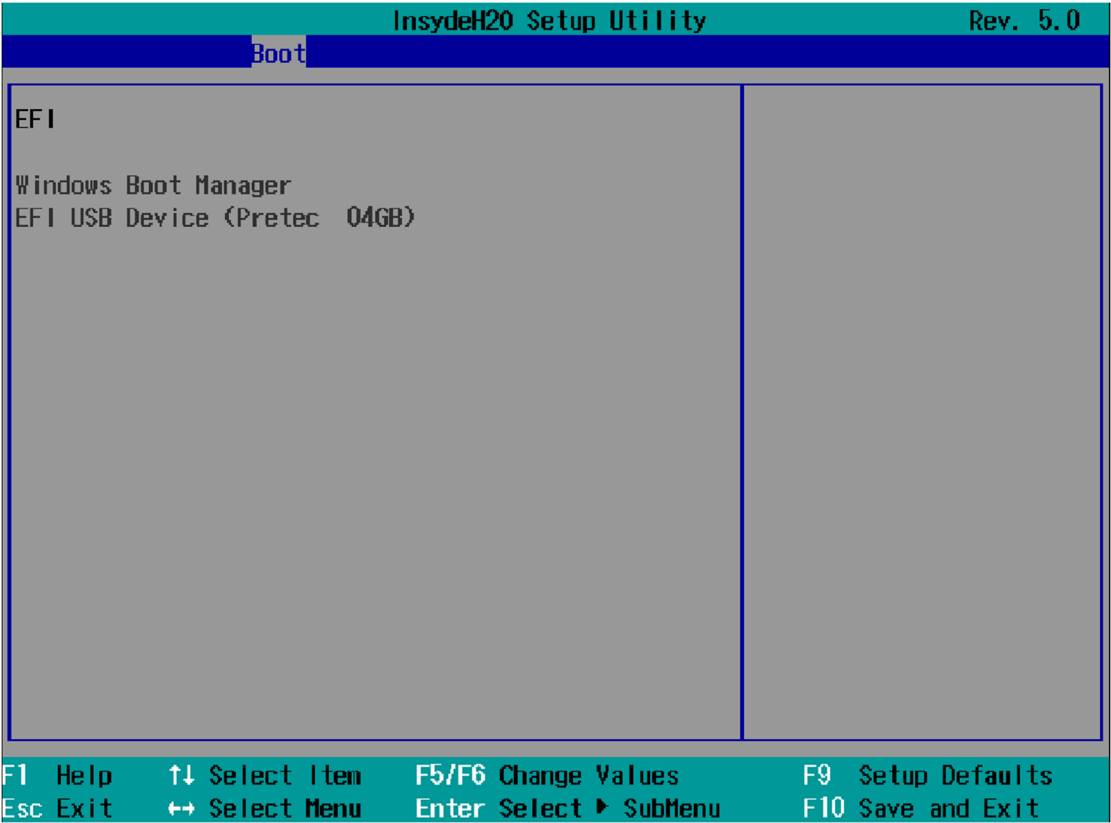 InsydeH20 Setup Utility Rev. 5.0
Boot
EFI
Windows Boot Manager
EFI USB Device (Pretec 04GB)
F1 Help ↑↓ Select Item F5/F6 Change Values F9 Setup Defaults
Esc Exit ↔ Select Menu Enter Select ▶ SubMenu F10 Save and Exit